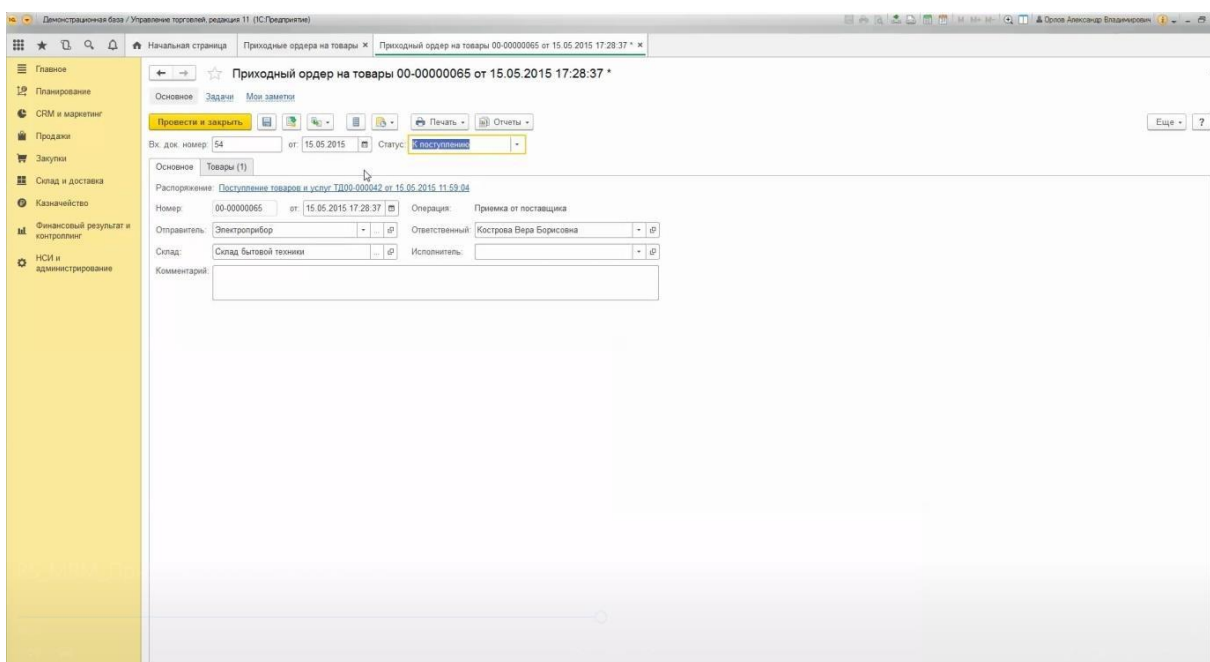 Демонстрационная база / Управление торговлей, редакция 11 (1С:Предприятие)
M M+ M- Орлов Александр Владимирович
Начальная страница Приходные ордера на товары × Приходный ордер на товары 00-00000065 от 15.05.2015 17:28:37 * ×
Главное
Планирование
CRM и маркетинг
Продажи
Закупки
Склад и доставка
Казначейство
Финансовый результат и
контроллинг
НСИ и
администрирование
Приходный ордер на товары 00-00000065 от 15.05.2015 17:28:37 *
Основное Задачи Мои заметки
Провести и закрыть Печать Отчеты Еще ?
Вх. док. номер: 54 от: 15.05.2015 Статус: К поступлению
Основное Товары (1)
Распоряжение: Поступление товаров и услуг ТД00-000042 от 15.05.2015 11:59:04
Номер: 00-00000065 от: 15.05.2015 17:28:37 Операция: Приемка от поставщика
Отправитель: Электроприбор ... Ответственный: Кострова Вера Борисовна
Склад: Склад бытовой техники ... Исполнитель:
Комментарий: